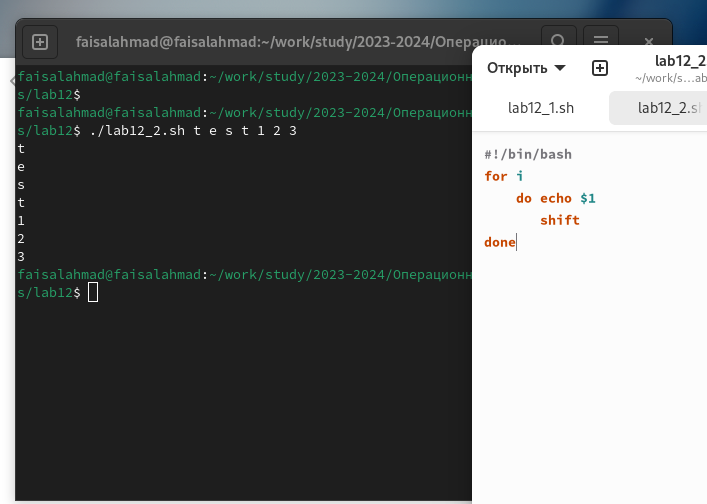 faisalahmad@faisalahmad:~/work/study/2023-2024/Операцио...
faisalahmad@faisalahmad:~/work/study/2023-2024/Операционн
s/lab12$
faisalahmad@faisalahmad:~/work/study/2023-2024/Операционн
s/lab12$ ./lab12_2.sh t e s t 1 2 3
t
e
s
t
1
2
3
faisalahmad@faisalahmad:~/work/study/2023-2024/Операционн
s/lab12$
Открыть
lab12_2
~/work/s...ab
lab12_1.sh
lab12_2.sh
#!/bin/bash
for i
    do echo $1
       shift
done